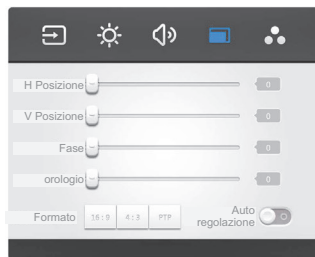 H Posizione 0
V Posizione 0
Fase 0
orologio 0
Formato 16:9 4:3 PTP Auto
regolazione